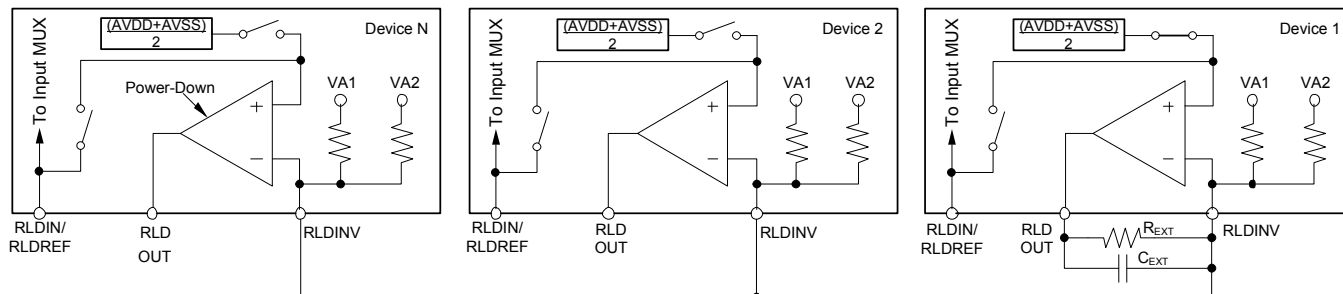 (AVDD+AVSS)
2
Device N
To Input MUX
Power-Down
VA1
VA2
+
−
RLDIN/
RLDREF
RLD
OUT
RLDINV
(AVDD+AVSS)
2
Device 2
To Input MUX
VA1
VA2
+
−
RLDIN/
RLDREF
RLD
OUT
RLDINV
(AVDD+AVSS)
2
Device 1
To Input MUX
VA1
VA2
+
−
RLDIN/
RLDREF
RLD
OUT
RLDINV
REXT
CEXT